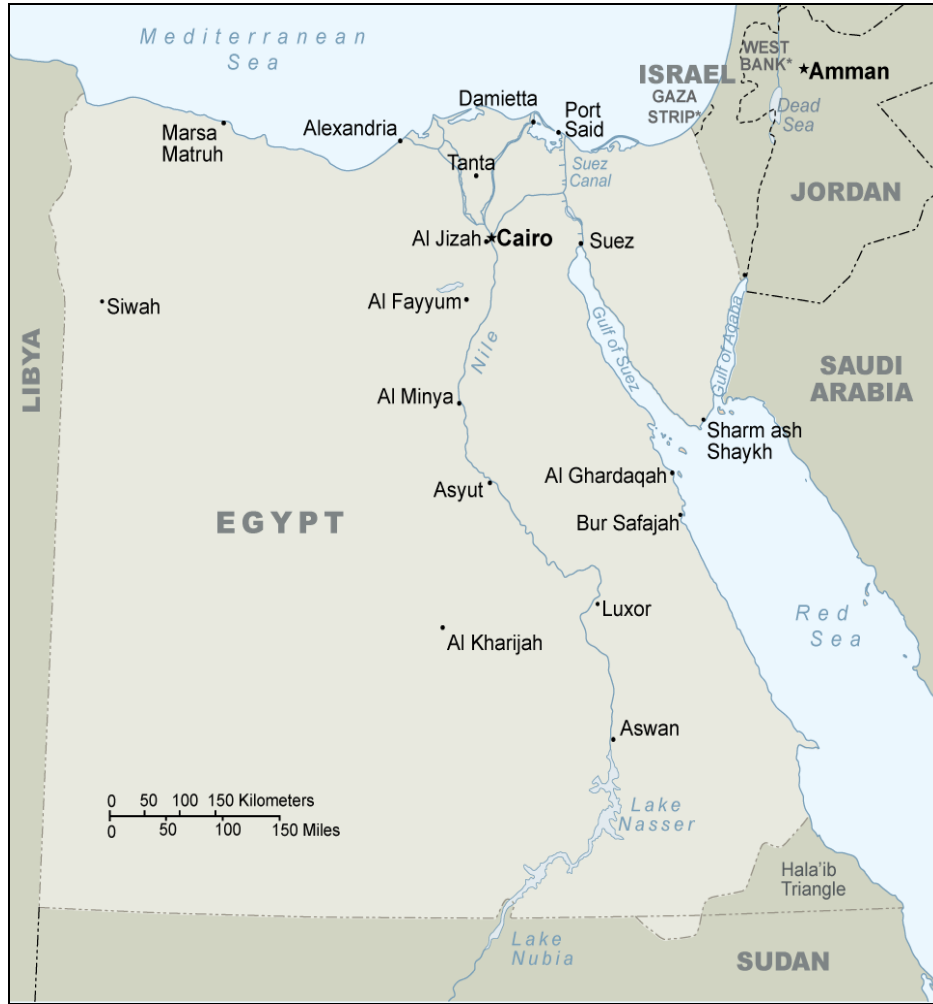 Mediterranean
Sea
WEST
BANK*
Amman
ISRAEL
GAZA
STRIP*
Dead
Sea
Damietta
Port
Said
Marsa
Matruh
Alexandria
Tanta
Suez
Canal
JORDAN
Al Jizah
Cairo
Suez
Siwah
Al Fayyum
Nile
Gulf of Suez
Gulf of Aqaba
LIBYA
SAUDI
ARABIA
Al Minya
Sharm ash
Shaykh
Al Ghardaqah
Asyut
EGYPT
Bur Safajah
Luxor
Red
Sea
Al Kharijah
Aswan
0 50 100 150 Kilometers
0 50 100 150 Miles
Lake
Nasser
Hala'ib
Triangle
Lake
Nubia
SUDAN